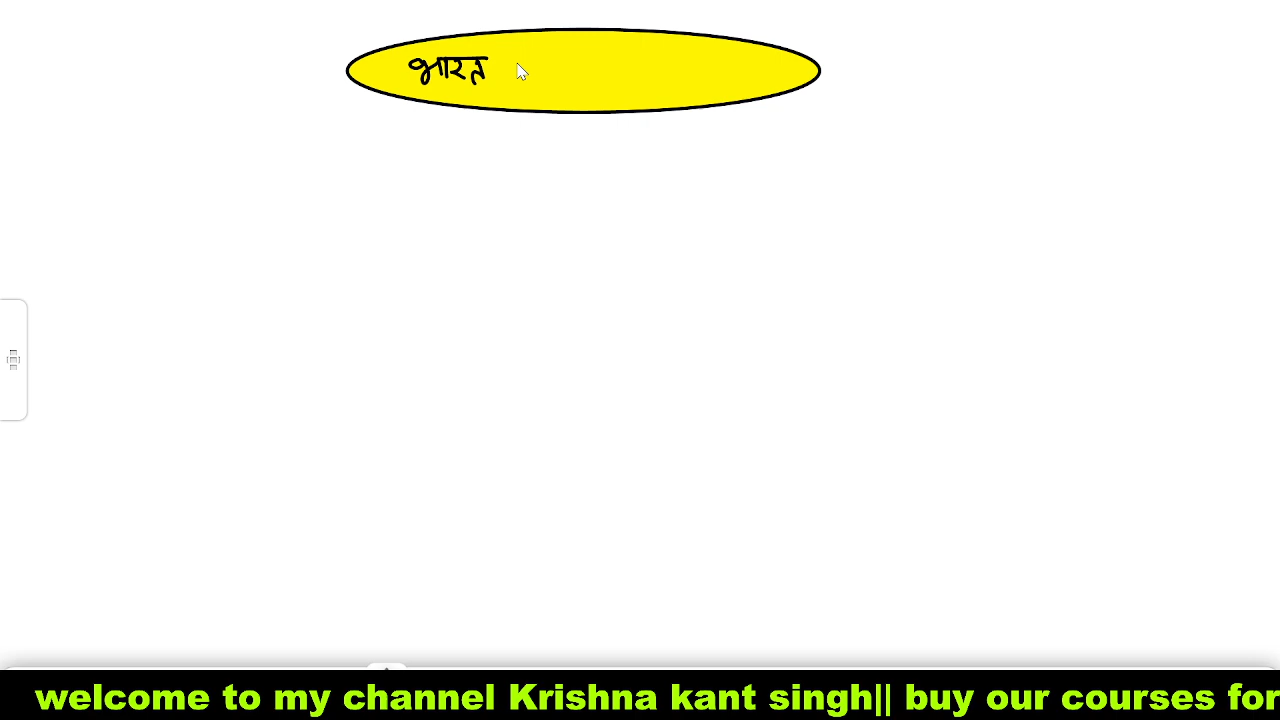 भारत
welcome to my channel Krishna kant singh|| buy our courses for